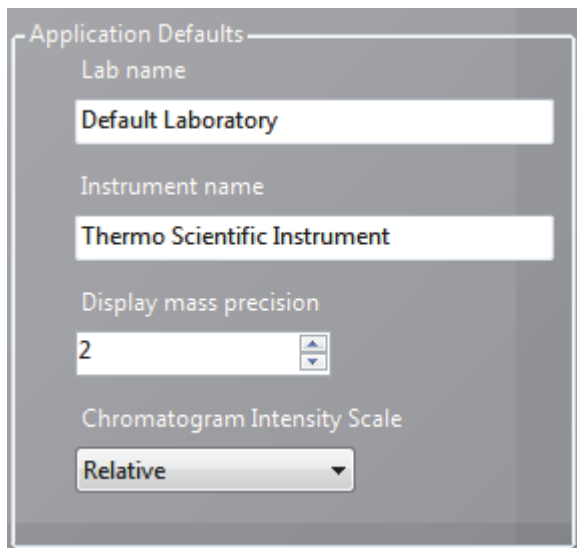 Application Defaults
Lab name
Default Laboratory
Instrument name
Thermo Scientific Instrument
Display mass precision
2
Chromatogram Intensity Scale
Relative